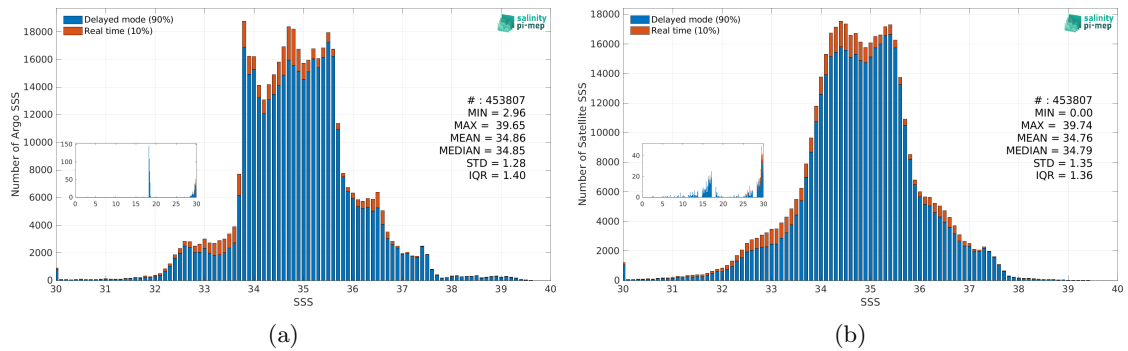 Delayed mode (90%)
Real time (10%)
salinity
pi-mep
18000
16000
14000
12000
10000
8000
6000
4000
2000
0
Number of Argo SSS
# : 453807
MIN = 2.96
MAX = 39.65
MEAN = 34.86
MEDIAN = 34.85
STD = 1.28
IQR = 1.40
150
100
50
0
0 5 10 15 20 25 30
30 31 32 33 34 35 36 37 38 39 40
SSS
(a)
Delayed mode (90%)
Real time (10%)
salinity
pi-mep
18000
16000
14000
12000
10000
8000
6000
4000
2000
0
Number of Satellite SSS
# : 453807
MIN = 0.00
MAX = 39.74
MEAN = 34.76
MEDIAN = 34.79
STD = 1.35
IQR = 1.36
40
20
0
0 5 10 15 20 25 30
30 31 32 33 34 35 36 37 38 39 40
SSS
(b)